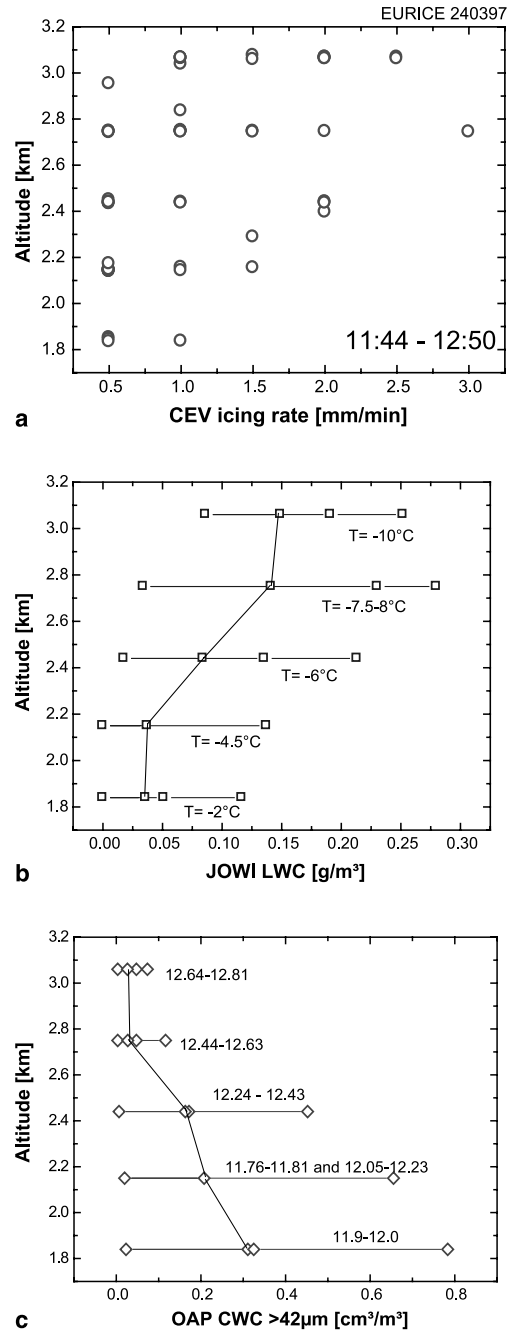 EURICE 240397
3.2
3.0
2.8
2.6
2.4
2.2
2.0
1.8
Altitude [km]
11:44 - 12:50
0.5 1.0 1.5 2.0 2.5 3.0
a
CEV icing rate [mm/min]
3.2
3.0
2.8
2.6
2.4
2.2
2.0
1.8
Altitude [km]
T= -10°C
T= -7.5-8°C
T= -6°C
T= -4.5°C
T= -2°C
0.00 0.05 0.10 0.15 0.20 0.25 0.30
b
JOWI LWC [g/m³]
3.2
3.0
2.8
2.6
2.4
2.2
2.0
1.8
Altitude [km]
12.64-12.81
12.44-12.63
12.24 - 12.43
11.76-11.81 and 12.05-12.23
11.9-12.0
0.0 0.2 0.4 0.6 0.8
c
OAP CWC >42µm [cm³/m³]